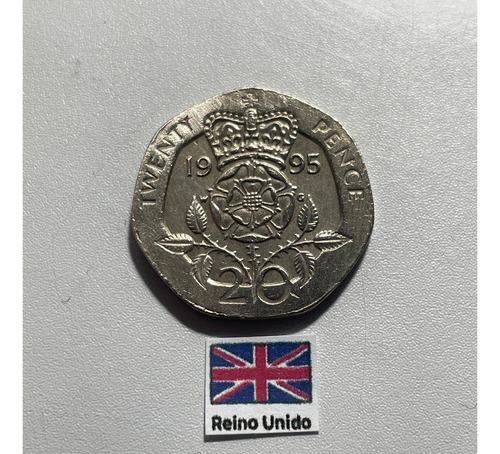 TWENTY PENCE
1995
W G
20
Reino Unido